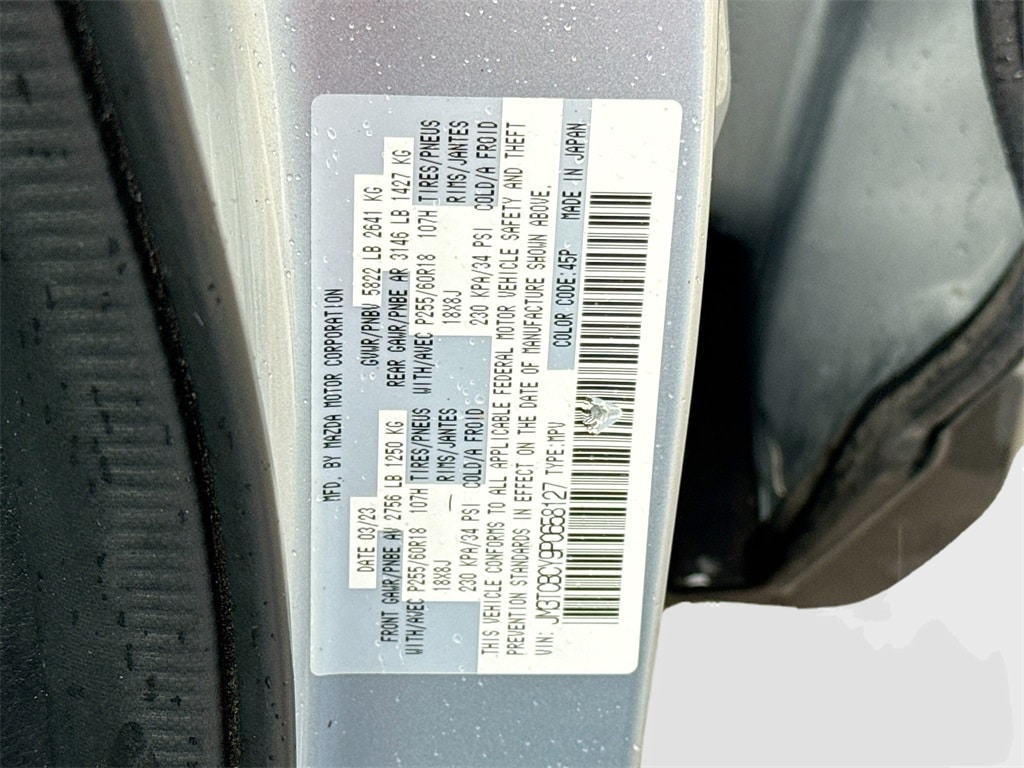 MFD. BY MAZDA MOTOR CORPORATION
DATE 03/23 GVWR/PNBV 5822 LB 2641 KG
FRONT GAWR/PNBE AV 2756 LB 1250 KG REAR GAWR/PNBE AR 3146 LB 1427 KG
WITH/AVEC P255/60R18 107H TIRES/PNEUS WITH/AVEC P255/60R18 107H TIRES/PNEUS
18X8J RIMS/JANTES 18X8J RIMS/JANTES
230 KPA/34 PSI COLD/A FROID 230 KPA/34 PSI COLD/A FROID
THIS VEHICLE CONFORMS TO ALL APPLICABLE FEDERAL MOTOR VEHICLE SAFETY AND THEFT
PREVENTION STANDARDS IN EFFECT ON THE DATE OF MANUFACTURE SHOWN ABOVE.
VIN: JM3TCBCY9P0658127 TYPE:MPV COLOR CODE:45P MADE IN JAPAN